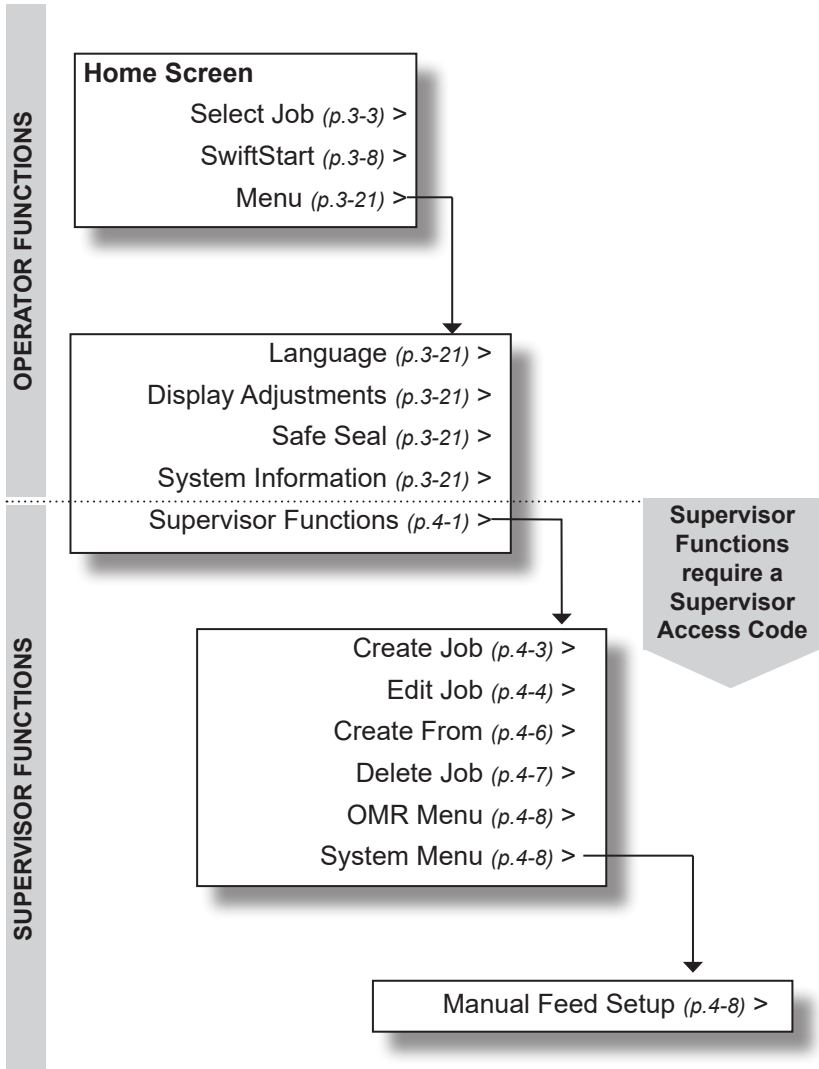 OPERATOR FUNCTIONS
Home Screen
Select Job (p.3-3) >
SwiftStart (p.3-8) >
Menu (p.3-21) >
Language (p.3-21) >
Display Adjustments (p.3-21) >
Safe Seal (p.3-21) >
System Information (p.3-21) >
Supervisor Functions (p.4-1) >
Supervisor
Functions
require a
Supervisor
Access Code
SUPERVISOR FUNCTIONS
Create Job (p.4-3) >
Edit Job (p.4-4) >
Create From (p.4-6) >
Delete Job (p.4-7) >
OMR Menu (p.4-8) >
System Menu (p.4-8) >
Manual Feed Setup (p.4-8) >